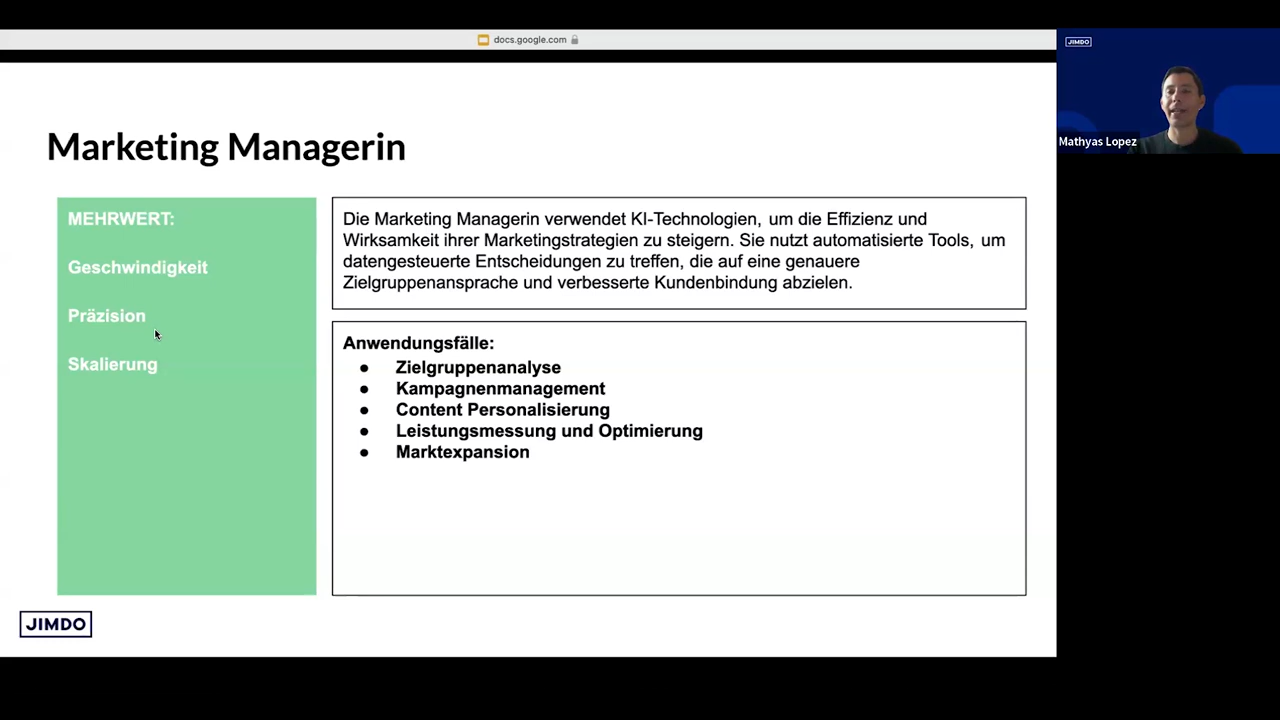 docs.google.com
JIMDO
Mathyas Lopez
Marketing Managerin
MEHRWERT:
Geschwindigkeit
Präzision
Skalierung
Die Marketing Managerin verwendet KI-Technologien, um die Effizienz und
Wirksamkeit ihrer Marketingstrategien zu steigern. Sie nutzt automatisierte Tools, um
datengesteuerte Entscheidungen zu treffen, die auf eine genauere
Zielgruppenansprache und verbesserte Kundenbindung abzielen.
Anwendungsfälle:
● Zielgruppenanalyse
● Kampagnenmanagement
● Content Personalisierung
● Leistungsmessung und Optimierung
● Marktexpansion
JIMDO